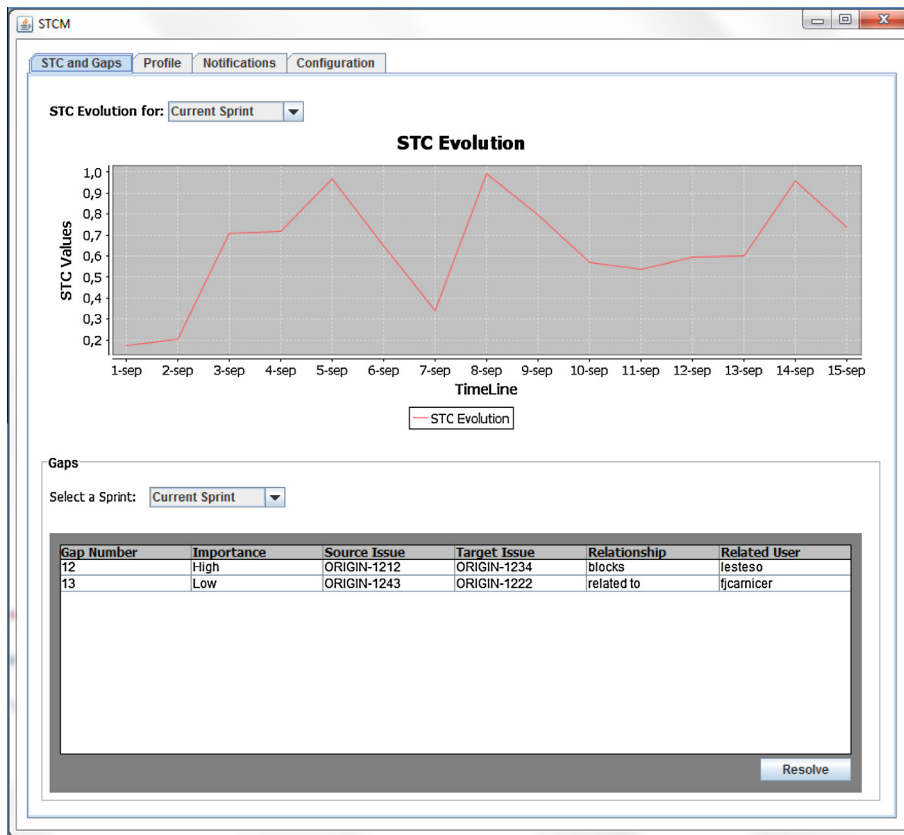 STCM
STC and Gaps Profile Notifications Configuration
STC Evolution for: Current Sprint
STC Evolution
1,0
0,9
0,8
0,7
0,6
0,5
0,4
0,3
0,2
STC Values
1-sep 2-sep 3-sep 4-sep 5-sep 6-sep 7-sep 8-sep 9-sep 10-sep 11-sep 12-sep 13-sep 14-sep 15-sep
TimeLine
STC Evolution
Gaps
Select a Sprint: Current Sprint
Gap Number Importance Source Issue Target Issue Relationship Related User
12 High ORIGIN-1212 ORIGIN-1234 blocks lesteso
13 Low ORIGIN-1243 ORIGIN-1222 related to fjcarnicer
Resolve